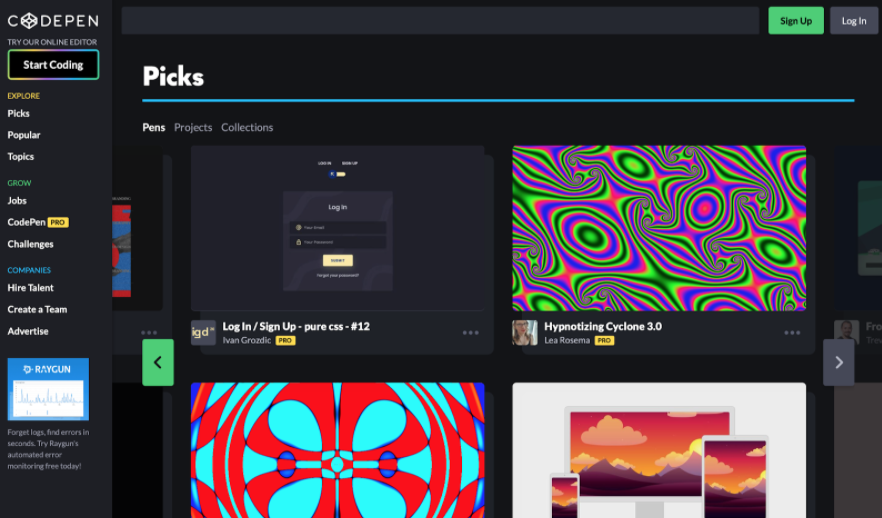 CODEPEN
Sign Up
Log In
TRY OUR ONLINE EDITOR
Start Coding
EXPLORE
Picks
Popular
Topics
GROW
Jobs
CodePen PRO
Challenges
COMPANIES
Hire Talent
Create a Team
Advertise
RAYGUN
Forget logs, find errors in
seconds. Try Raygun's
automated error
monitoring free today!
Picks
Pens Projects Collections
LOG IN SIGN UP
Log In
Your Email
Your Password
SUBMIT
Forgot your password?
igd
Log In / Sign Up - pure css - #12
Ivan Grozdic PRO
Hypnotizing Cyclone 3.0
Lea Rosema PRO
Fro
Trev